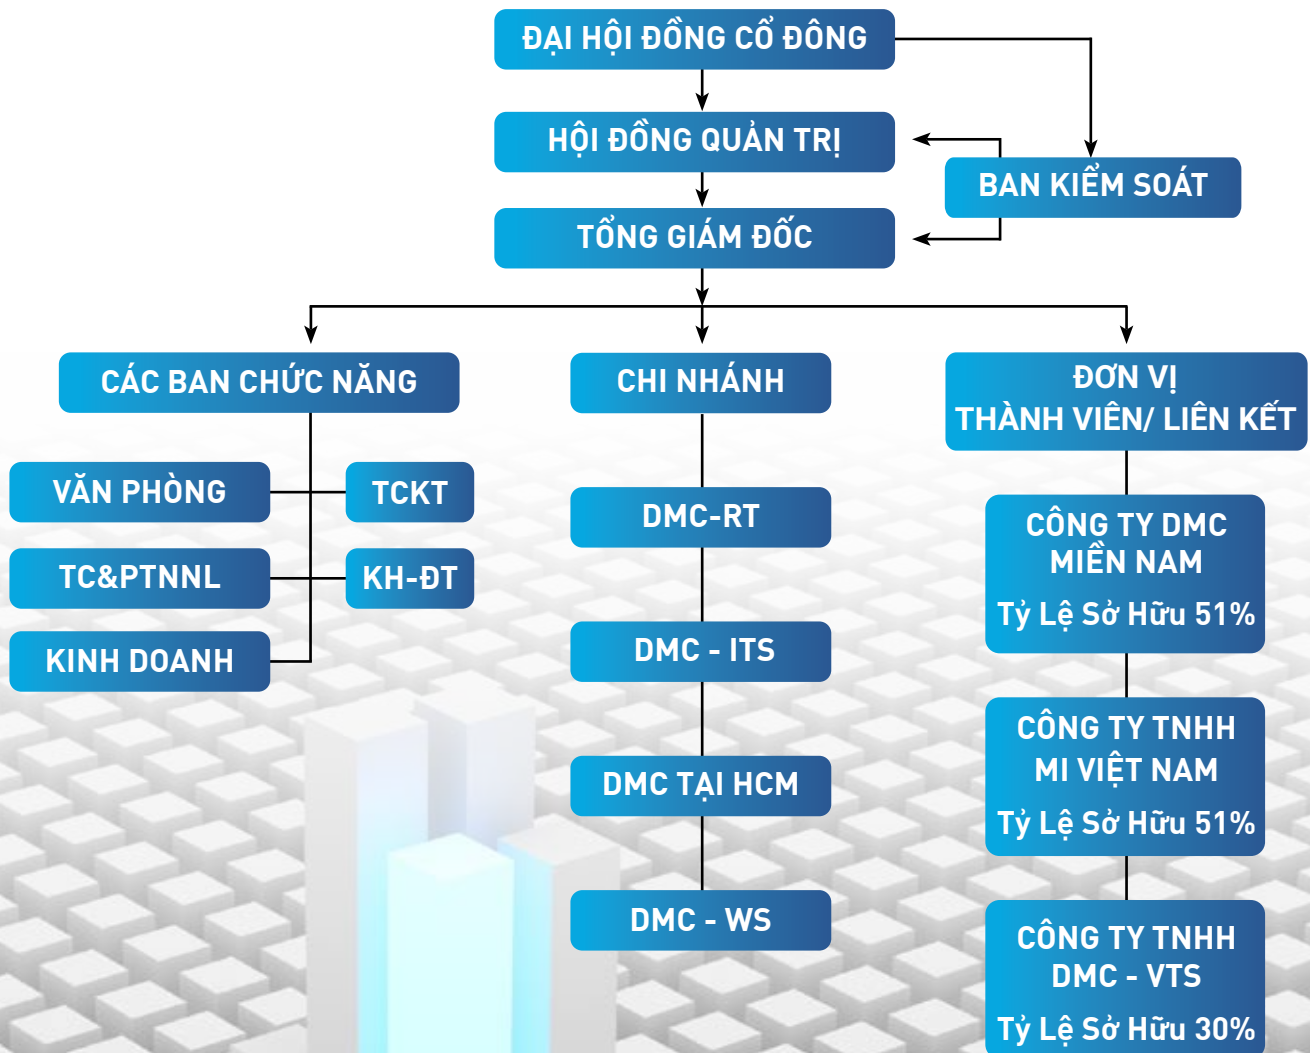 ĐẠI HỘI ĐỒNG CỔ ĐÔNG
HỘI ĐỒNG QUẢN TRỊ
BAN KIỂM SOÁT
TỔNG GIÁM ĐỐC
CÁC BAN CHỨC NĂNG
VĂN PHÒNG
TCKT
TC&PTNNL
KH-ĐT
KINH DOANH
CHI NHÁNH
DMC-RT
DMC - ITS
DMC TẠI HCM
DMC - WS
ĐƠN VỊ
THÀNH VIÊN/ LIÊN KẾT
CÔNG TY DMC
MIỀN NAM
Tỷ Lệ Sở Hữu 51%
CÔNG TY TNHH
MI VIỆT NAM
Tỷ Lệ Sở Hữu 51%
CÔNG TY TNHH
DMC - VTS
Tỷ Lệ Sở Hữu 30%